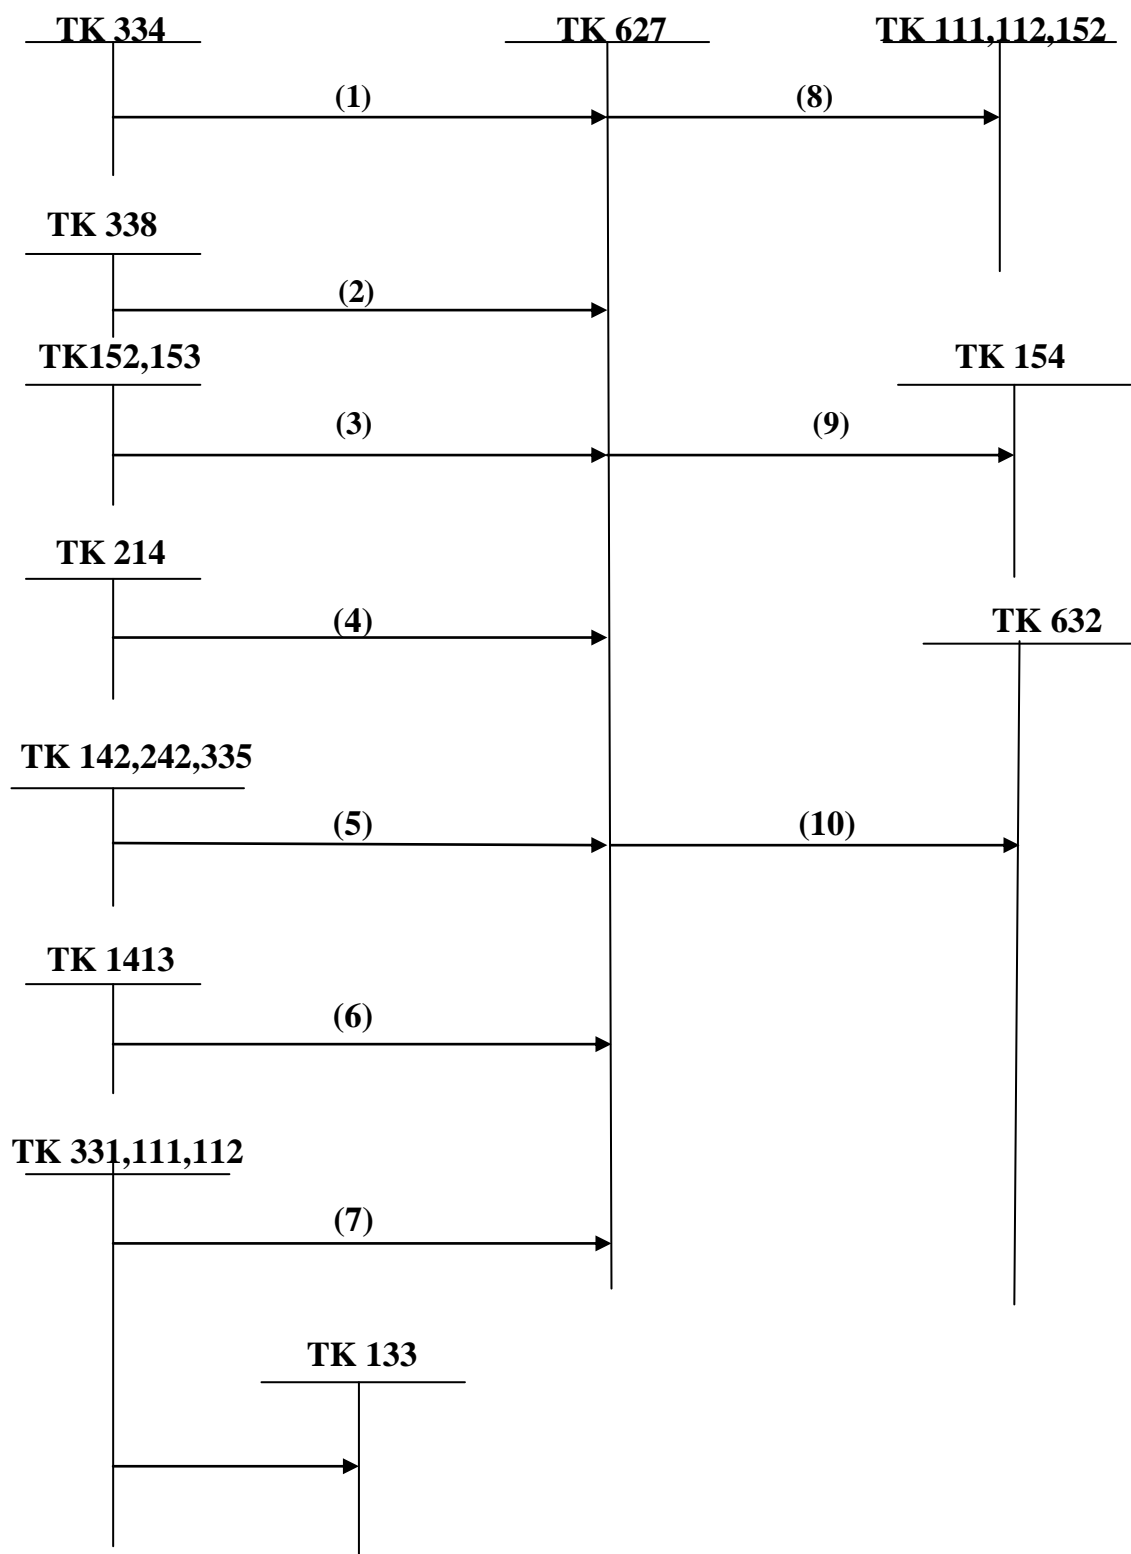 TK 334
TK 627
TK 111,112,152
(1)
(8)
TK 338
(2)
TK152,153
TK 154
(3)
(9)
TK 214
(4)
TK 632
TK 142,242,335
(5)
(10)
TK 1413
(6)
TK 331,111,112
(7)
TK 133